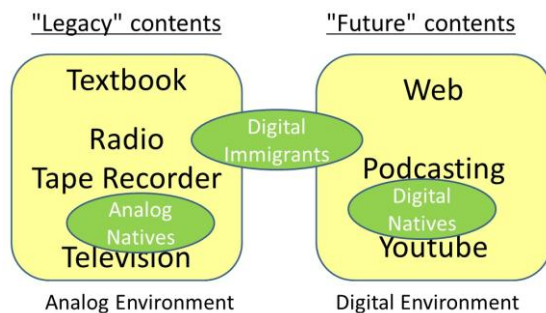 "Legacy" contents
"Future" contents
Textbook
Radio
Tape Recorder
Analog
Natives
Television
Digital
Immigrants
Web
Podcasting
Digital
Natives
Youtube
Analog Environment
Digital Environment